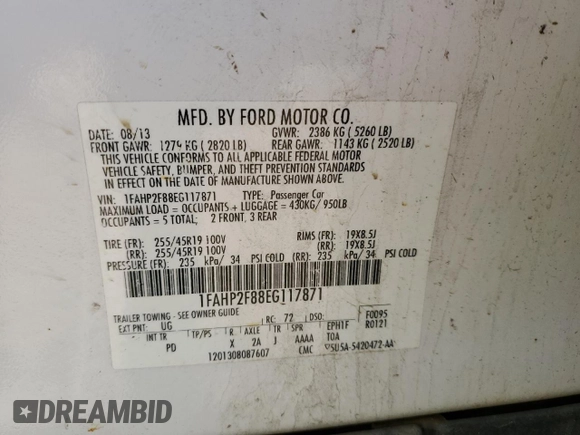 MFD. BY FORD MOTOR CO.
DATE: 08/13 GVWR: 2386 KG ( 5260 LB)
FRONT GAWR: 1279 KG ( 2820 LB) REAR GAWR: 1143 KG ( 2520 LB)
THIS VEHICLE CONFORMS TO ALL APPLICABLE FEDERAL MOTOR
VEHICLE SAFETY, BUMPER, AND THEFT PREVENTION STANDARDS
IN EFFECT ON THE DATE OF MANUFACTURE SHOWN ABOVE.
VIN: 1FAHP2F88EG117871 TYPE: Passenger Car
MAXIMUM LOAD = OCCUPANTS + LUGGAGE = 430KG/ 950LB
OCCUPANTS = 5 TOTAL, 2 FRONT, 3 REAR
TIRE (FR): 255/45R19 100V RIMS (FR): 19X8.5J
(RR): 255/45R19 100V (RR): 19X8.5J
PRESSURE (FR): 235 kPa/ 34 PSI COLD (RR): 235 kPa/ 34 PSI COLD
1FAHP2F88EG117871
TRAILER TOWING - SEE OWNER GUIDE
EXT PNT: UG RC: 72 DSO: F0095
R0121
INT TR TP/PS R AXLE TR SPR EPH1F
PD X 2A J AAAA TOA
1201308087607 CMC
DREAMBID